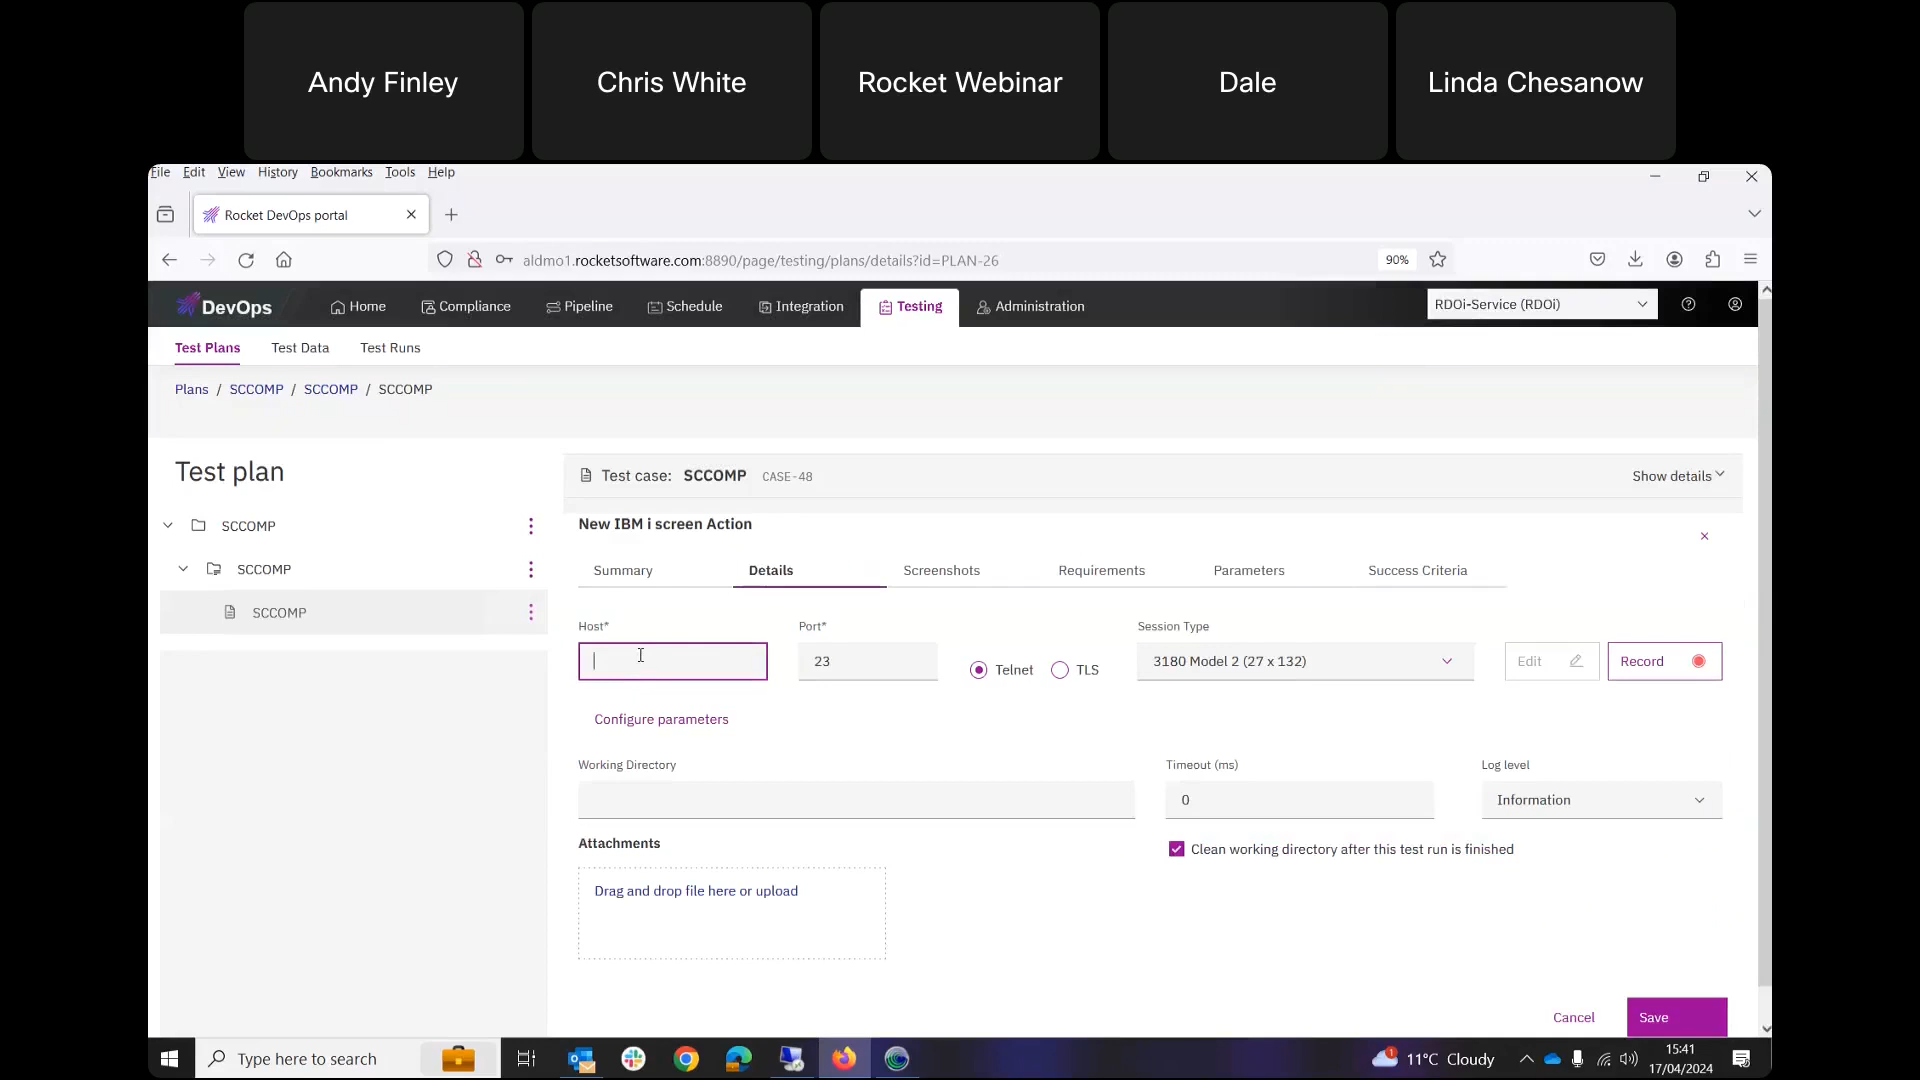 Andy Finley
Chris White
Rocket Webinar
Dale
Linda Chesanow
File Edit View History Bookmarks Tools Help
Rocket DevOps portal
aldmo1.rocketsoftware.com:8890/page/testing/plans/details?id=PLAN-26
90%
DevOps
Home
Compliance
Pipeline
Schedule
Integration
Testing
Administration
RDOi-Service (RDOi)
Test Plans
Test Data
Test Runs
Plans / SCCOMP / SCCOMP / SCCOMP
Test plan
SCCOMP
SCCOMP
SCCOMP
Test case: SCCOMP CASE-48
Show details
New IBM i screen Action
Summary
Details
Screenshots
Requirements
Parameters
Success Criteria
Host*
Port*
Session Type
23
Telnet
TLS
3180 Model 2 (27 x 132)
Edit
Record
Configure parameters
Working Directory
Timeout (ms)
Log level
0
Information
Attachments
Clean working directory after this test run is finished
Drag and drop file here or upload
Cancel
Save
Type here to search
1
11°C Cloudy
15:41
17/04/2024